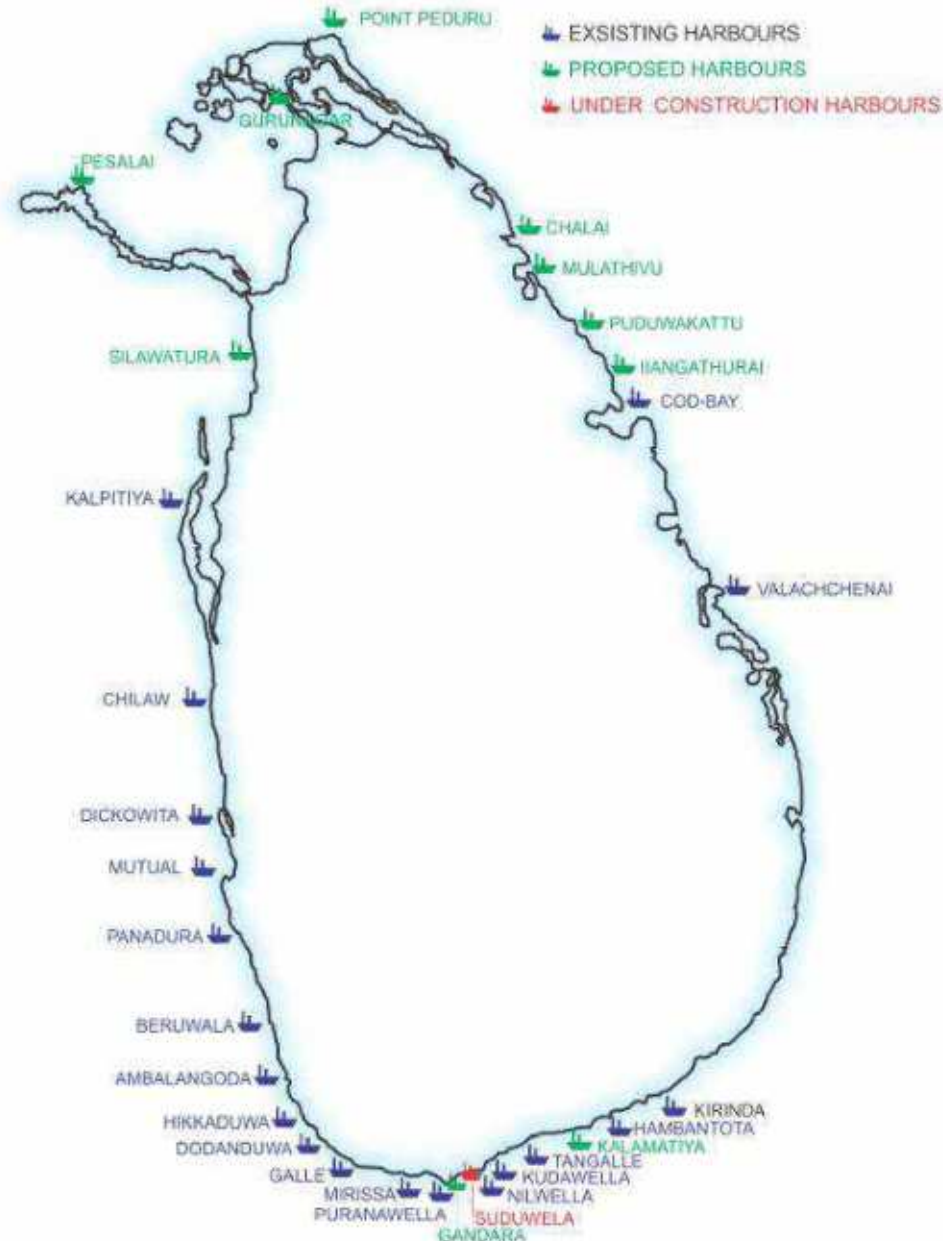 POINT PEDURU
EXSISTING HARBOURS
PROPOSED HARBOURS
UNDER CONSTRUCTION HARBOURS
GURUNAGAR
PESALAI
CHALAI
MULATHIVU
PUDUWAKATTU
SILAWATURA
IIANGATHURAI
COD-BAY
KALPITIYA
VALACHCHENAI
CHILAW
DICKOWITA
MUTUAL
PANADURA
BERUWALA
AMBALANGODA
KIRINDA
HIKKADUWA
HAMBANTOTA
DODANDUWA
KALAMATIYA
TANGALLE
GALLE
KUDAWELLA
MIRISSA
NILWELLA
PURANAWELLA
SUDUWELA
GANDARA